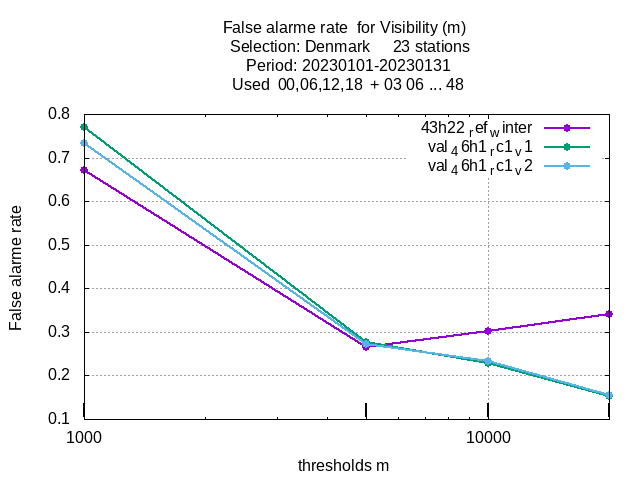 False alarme rate  for Visibility (m)
Selection: Denmark     23 stations
Period: 20230101-20230131
Used  00,06,12,18  + 03 06 ... 48
43h22 r ef w inter
val 4 6h1 r c1 v 1
val 4 6h1 r c1 v 2
0.8
0.7
0.6
0.5
0.4
0.3
0.2
0.1
False alarme rate
1000
10000
thresholds m